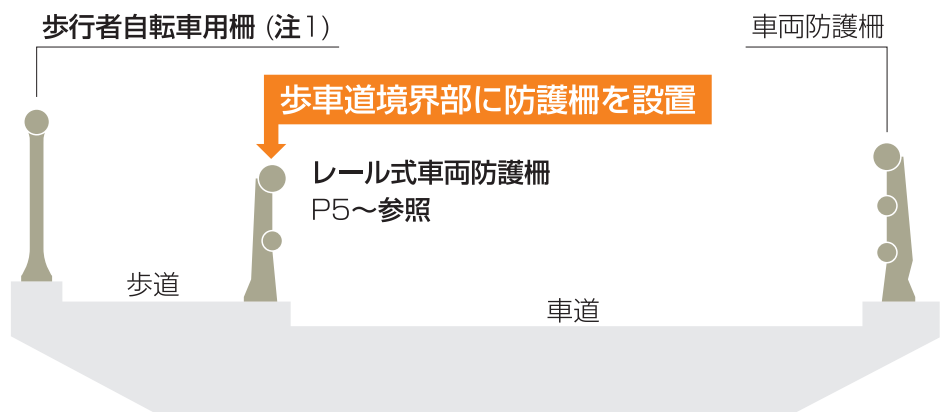 歩行者自転車用柵 (注1)
車両防護柵
歩車道境界部に防護柵を設置
レール式車両防護柵
P5～参照
歩道
車道